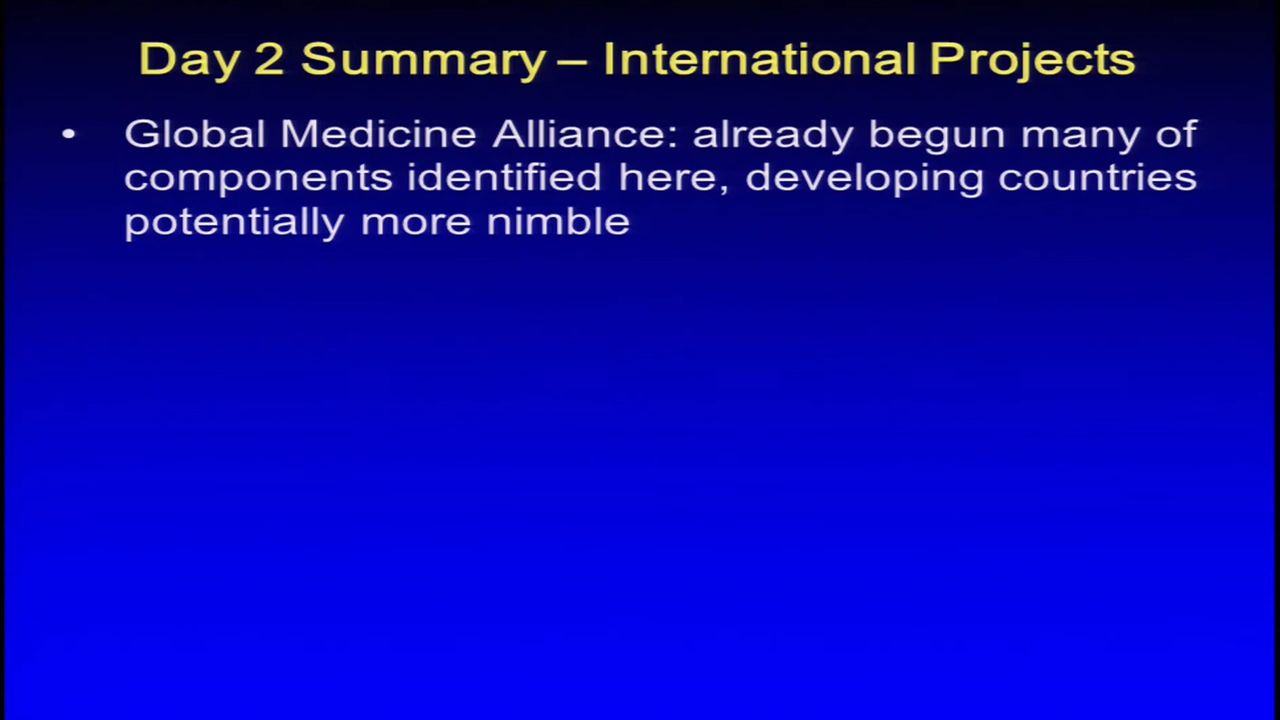 Day 2 Summary – International Projects
• Global Medicine Alliance: already begun many of
components identified here, developing countries
potentially more nimble